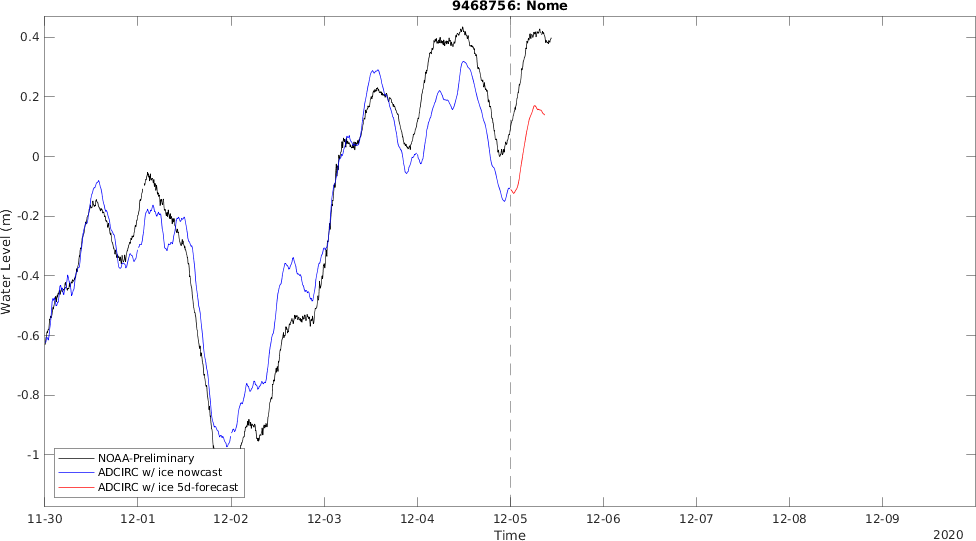 9468756: Nome
0.4
0.2
0
-0.2
-0.4
-0.6
-0.8
-1
Water Level (m)
NOAA-Preliminary
ADCIRC w/ ice nowcast
ADCIRC w/ ice 5d-forecast
11-30 12-01 12-02 12-03 12-04 12-05 12-06 12-07 12-08 12-09
Time
2020